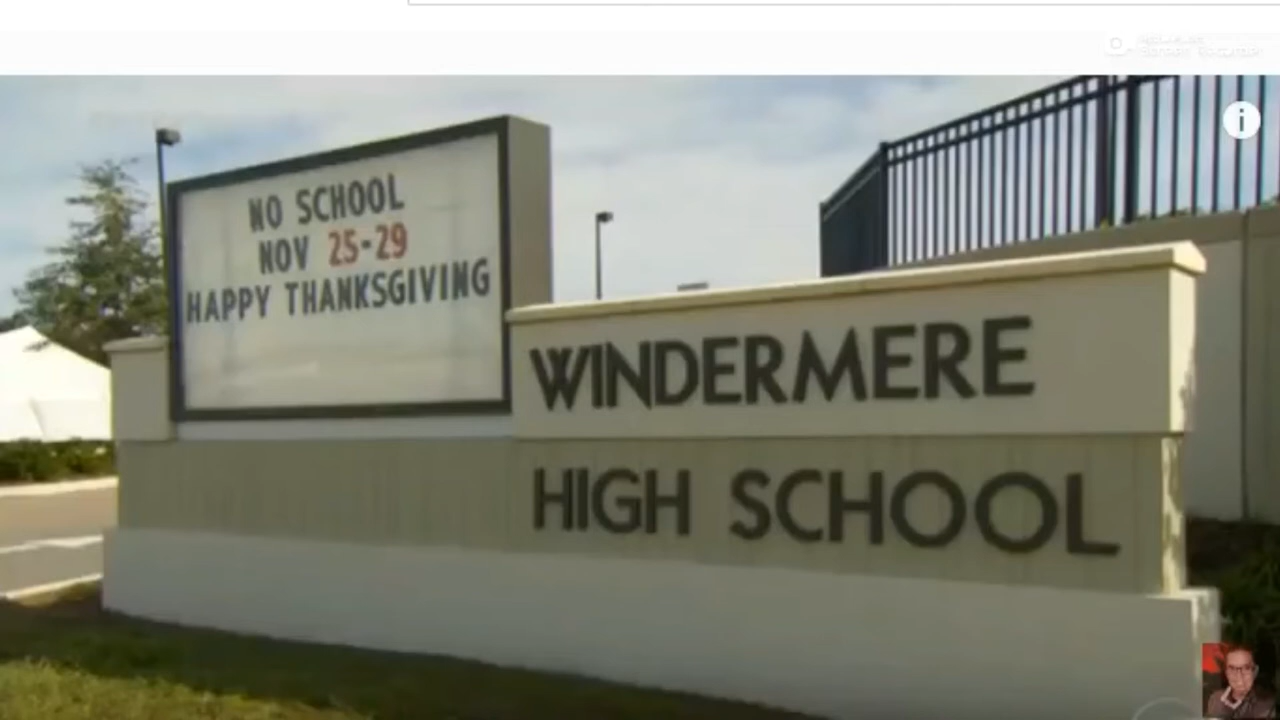 NO SCHOOL
NOV 25-29
HAPPY THANKSGIVING
WINDERMERE
HIGH SCHOOL